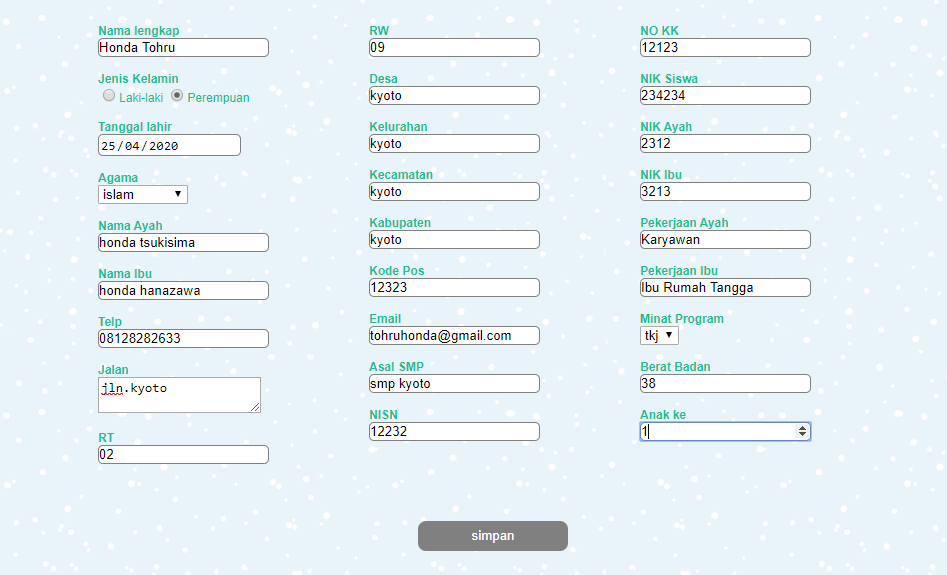 Nama lengkap
Honda Tohru
Jenis Kelamin
Laki-laki Perempuan
Tanggal lahir
25/04/2020
Agama
islam
Nama Ayah
honda tsukisima
Nama Ibu
honda hanazawa
Telp
08128282633
Jalan
jln.kyoto
RT
02
RW
09
Desa
kyoto
Kelurahan
kyoto
Kecamatan
kyoto
Kabupaten
kyoto
Kode Pos
12323
Email
tohruhonda@gmail.com
Asal SMP
smp kyoto
NISN
12232
NO KK
12123
NIK Siswa
234234
NIK Ayah
2312
NIK Ibu
3213
Pekerjaan Ayah
Karyawan
Pekerjaan Ibu
Ibu Rumah Tangga
Minat Program
tkj
Berat Badan
38
Anak ke
1
simpan